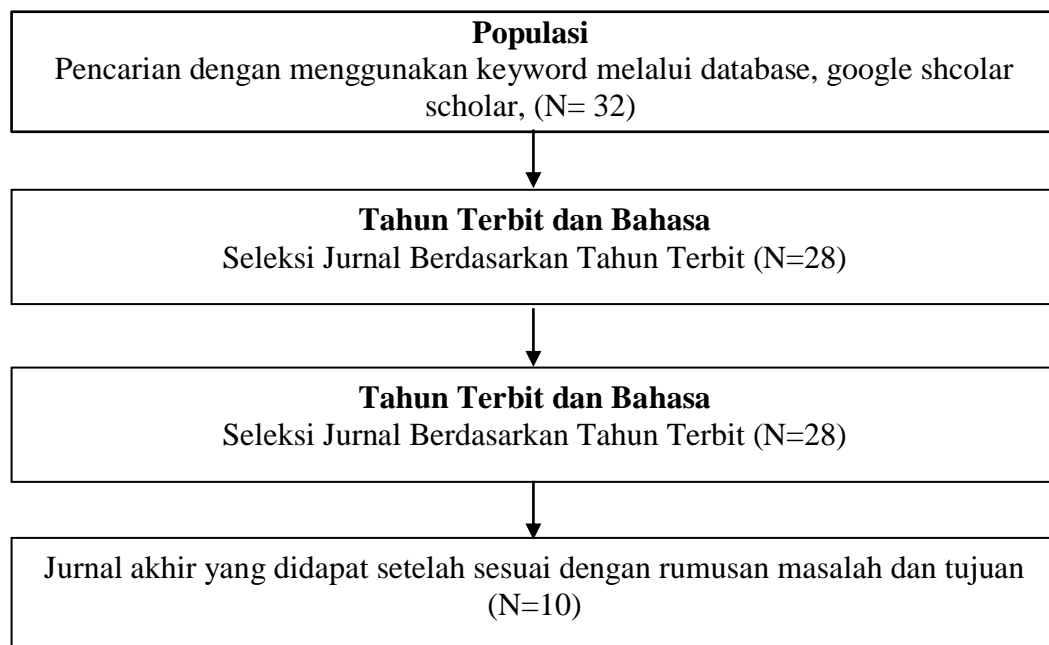 Populasi
Pencarian dengan menggunakan keyword melalui database, google shcolar
scholar, (N= 32)
Tahun Terbit dan Bahasa
Seleksi Jurnal Berdasarkan Tahun Terbit (N=28)
Tahun Terbit dan Bahasa
Seleksi Jurnal Berdasarkan Tahun Terbit (N=28)
Jurnal akhir yang didapat setelah sesuai dengan rumusan masalah dan tujuan
(N=10)